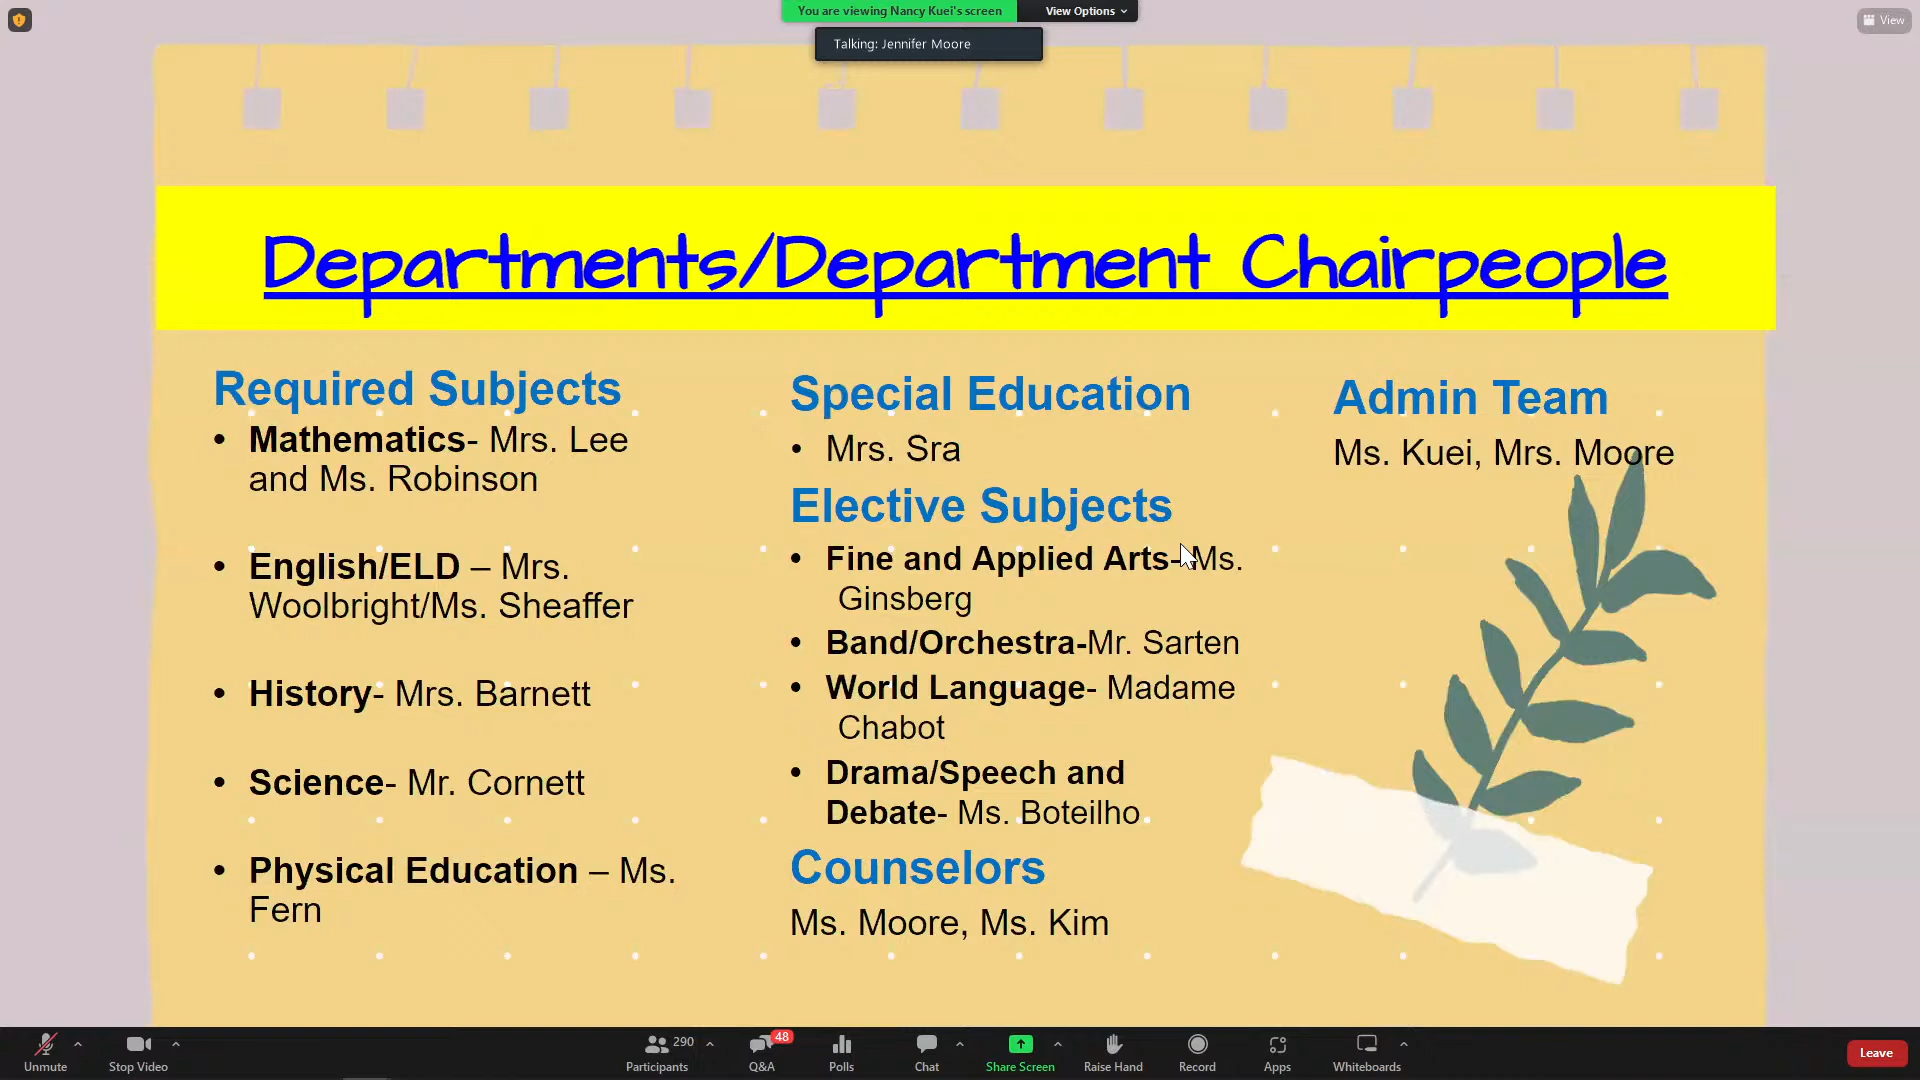 You are viewing Nancy Kuei's screen
View Options
View
Talking: Jennifer Moore
Departments/Department Chairpeople
Required Subjects
• Mathematics- Mrs. Lee
and Ms. Robinson
• English/ELD – Mrs.
Woolbright/Ms. Sheaffer
• History- Mrs. Barnett
• Science- Mr. Cornett
• Physical Education – Ms.
Fern
Special Education
• Mrs. Sra
Elective Subjects
• Fine and Applied Arts- Ms.
Ginsberg
• Band/Orchestra-Mr. Sarten
• World Language- Madame
Chabot
• Drama/Speech and
Debate- Ms. Boteilho
Counselors
Ms. Moore, Ms. Kim
Admin Team
Ms. Kuei, Mrs. Moore
Unmute
Stop Video
290
Participants
48
Q&A
Polls
Chat
Share Screen
Raise Hand
Record
Apps
Whiteboards
Leave